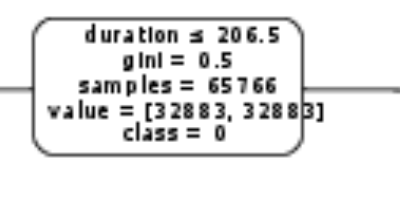 duration ≤ 206.5
gini = 0.5
samples = 65766
value = [32883, 32883]
class = 0